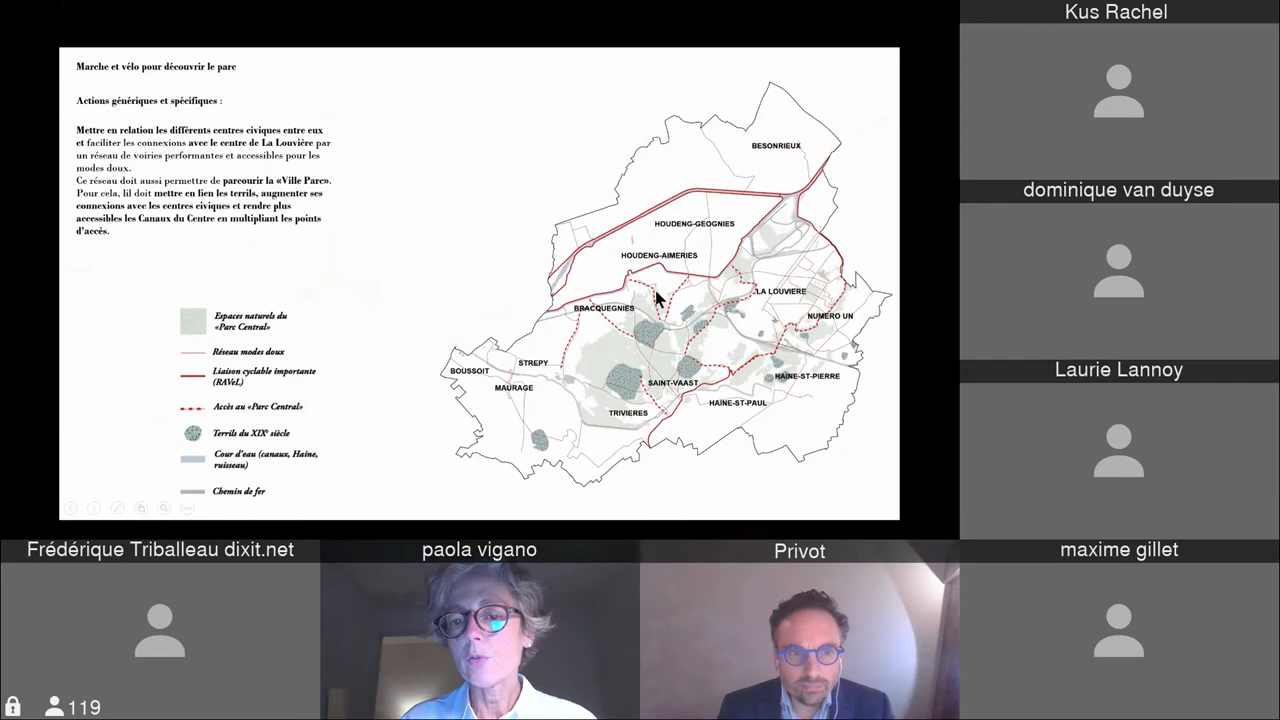 Kus Rachel
Marche et vélo pour découvrir le parc
Actions génériques et spécifiques :
Mettre en relation les différents centres civiques entre eux
et faciliter les connexions avec le centre de La Louvière par
un réseau de voiries performantes et accessibles pour les
modes doux.
Ce réseau doit aussi permettre de parcourir la «Ville Parc».
Pour cela, lil doit mettre en lien les terrils, augmenter ses
connexions avec les centres civiques et rendre plus
accessibles les Canaux du Centre en multipliant les points
d'accès.
BESONRIEUX
HOUDENG-GEOGNIES
HOUDENG-AIMERIES
LA LOUVIERE
BRACQUEGNIES
NUMERO UN
STREPY
BOUSSOIT
MAURAGE
SAINT-VAAST
HAINE-ST-PIERRE
HAINE-ST-PAUL
TRIVIERES
Espaces naturels du
«Parc Central»
Réseau modes doux
Liaison cyclable importante
(RAVeL)
Accès au «Parc Central»
Terrils du XIXe siècle
Cour d'eau (canaux, Haine,
ruisseau)
Chemin de fer
dominique van duyse
Laurie Lannoy
Frédérique Triballeau dixit.net
paola vigano
Privot
maxime gillet
119